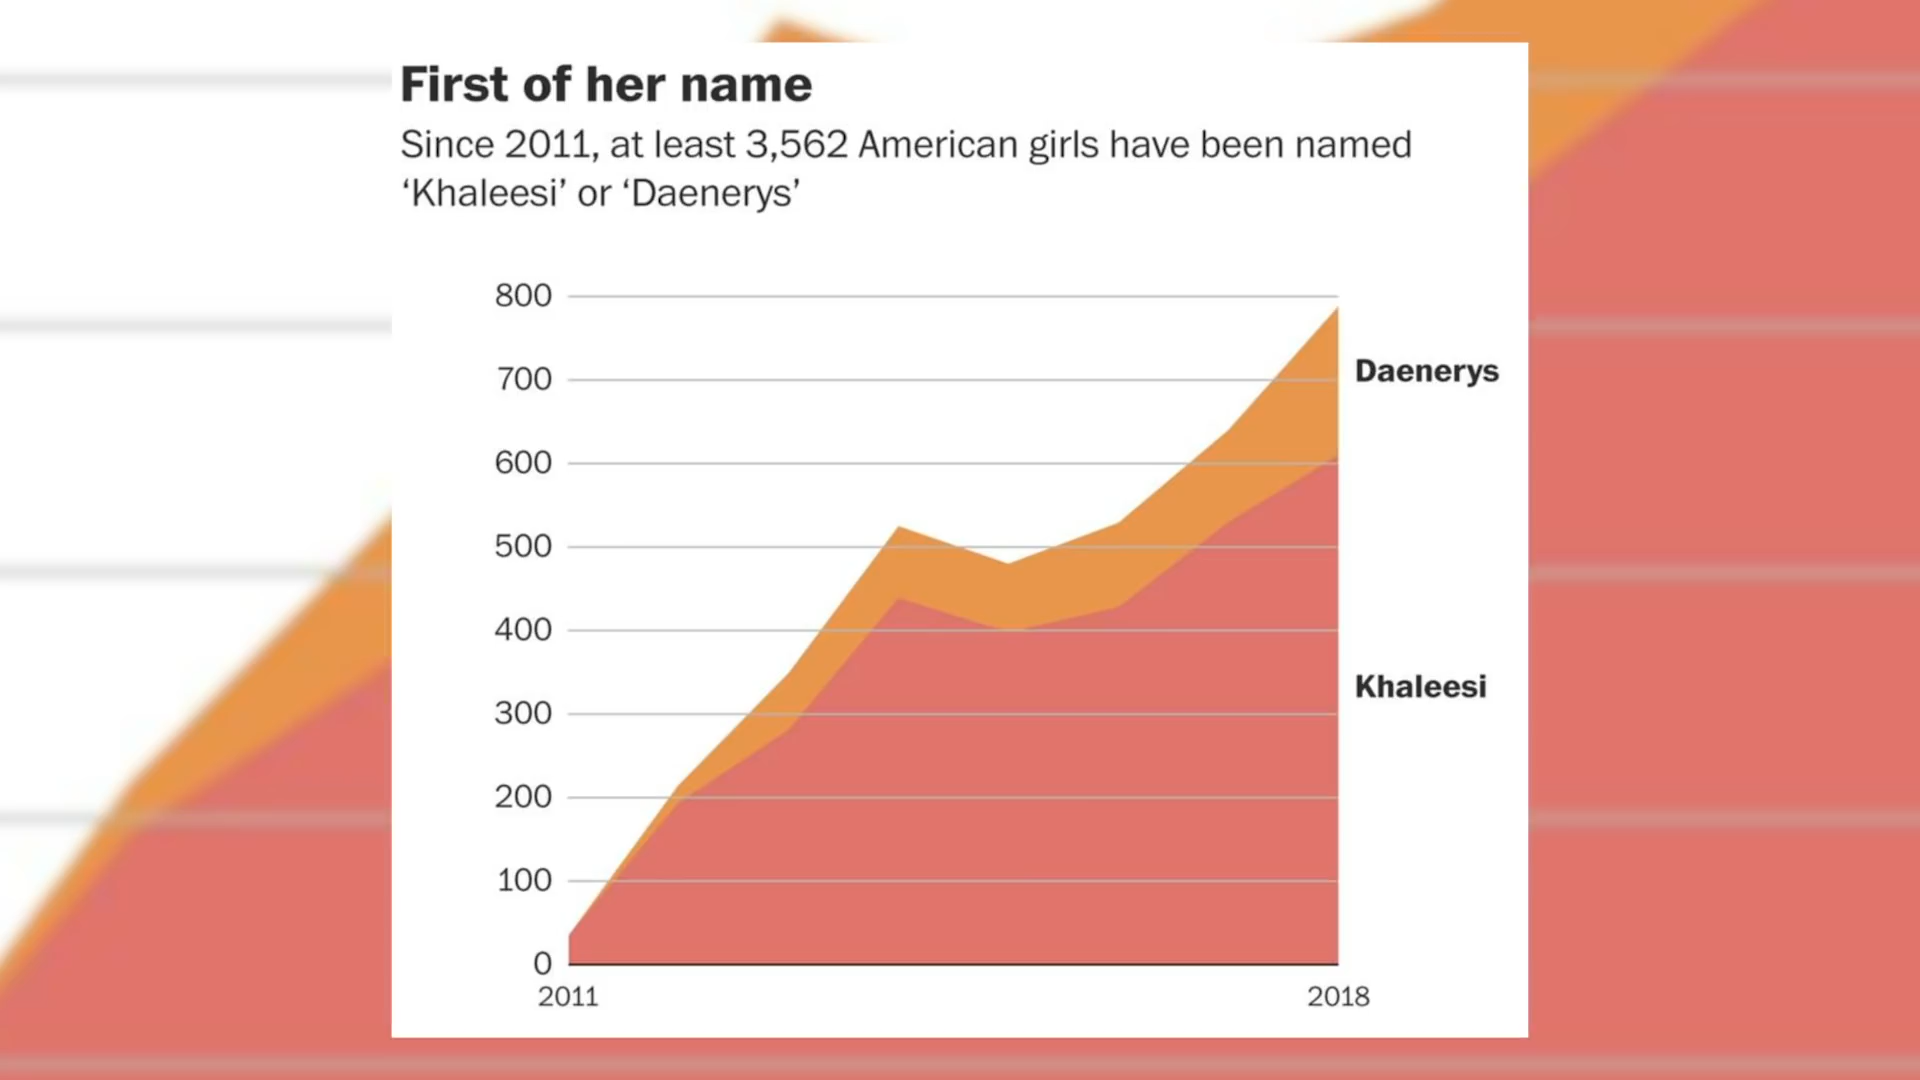 First of her name
Since 2011, at least 3,562 American girls have been named
‘Khaleesi’ or ‘Daenerys’
800
700
600
500
400
300
200
100
0
Daenerys
Khaleesi
2011
2018